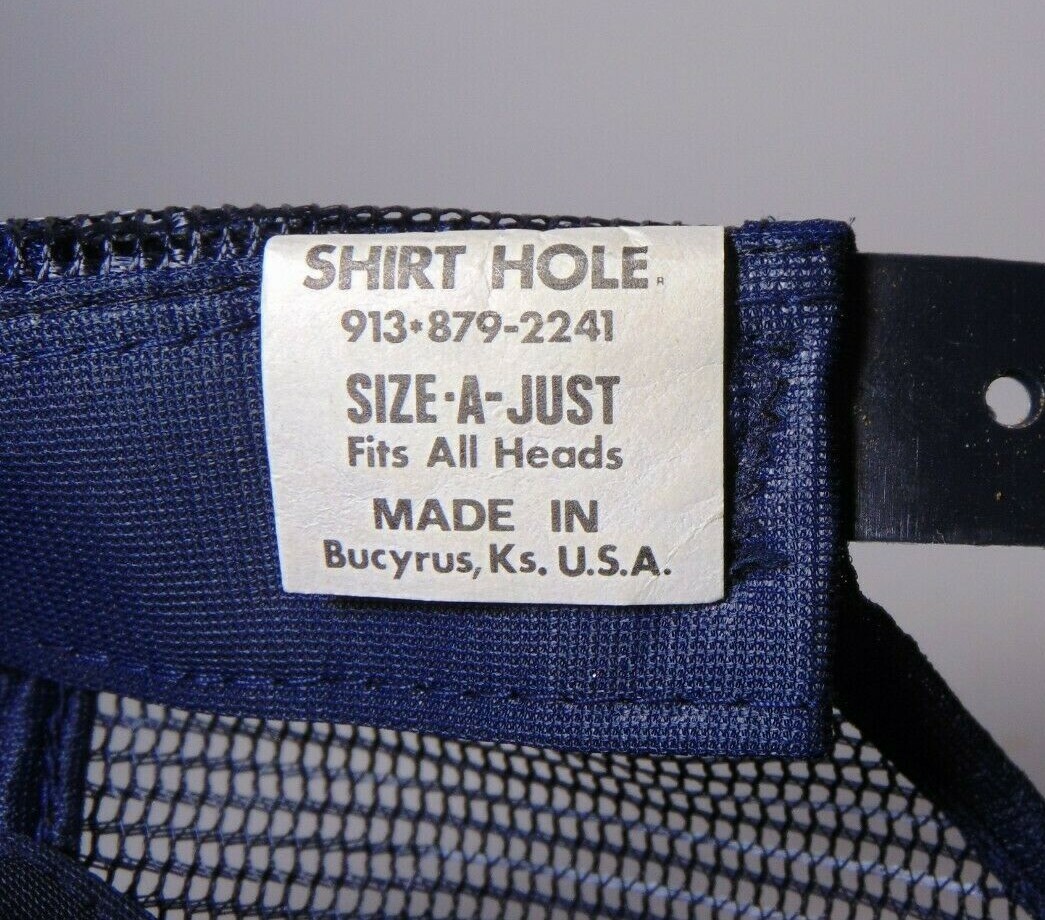 SHIRT HOLE R
913*879-2241
SIZE-A-JUST
Fits All Heads
MADE IN
Bucyrus, Ks. U.S.A.